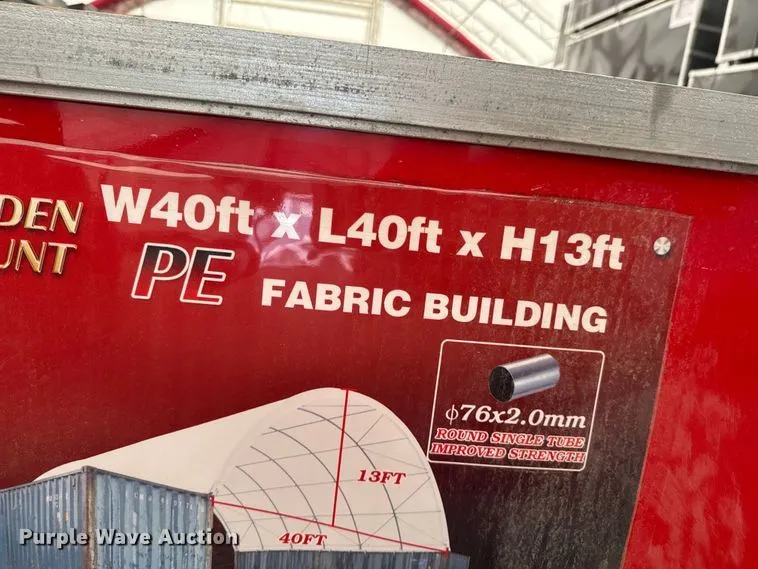 DEN
UNT
W40ft x L40ft x H13ft
PE FABRIC BUILDING
ϕ76x2.0mm
ROUND SINGLE TUBE
IMPROVED STRENGTH
13FT
40FT
Purple Wave Auction